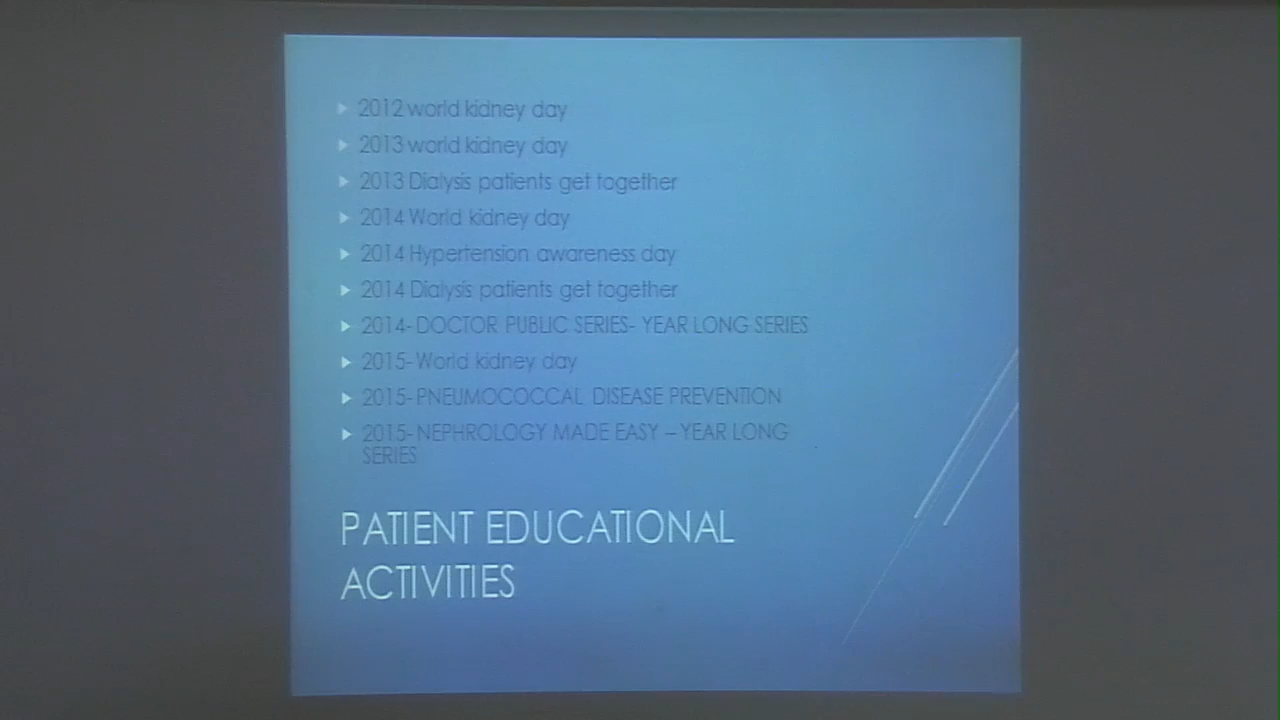 2012 world kidney day
2013 world kidney day
2013 Dialysis patients get together
2014 World kidney day
2014 Hypertension awareness day
2014 Dialysis patients get together
2014- DOCTOR PUBLIC SERIES- YEAR LONG SERIES
2015- World kidney day
2015- PNEUMOCOCCAL DISEASE PREVENTION
2015- NEPHROLOGY MADE EASY – YEAR LONG
SERIES
PATIENT EDUCATIONAL
ACTIVITIES